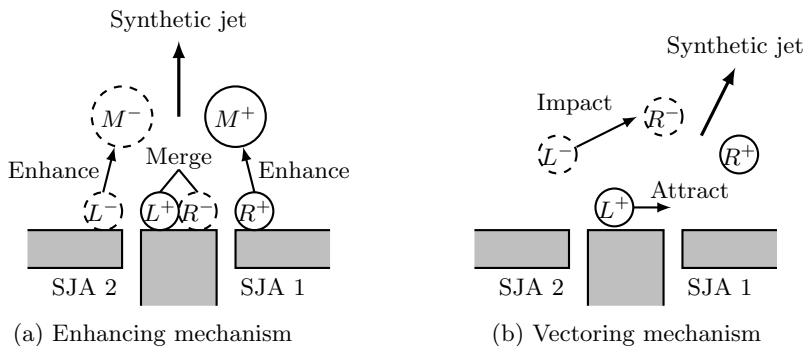 Synthetic jet
M⁻ M⁺
Merge
Enhance Enhance
L⁻ L⁺ R⁻ R⁺
SJA 2 SJA 1
(a) Enhancing mechanism
Synthetic jet
Impact
R⁻
L⁻ R⁺
Attract
L⁺
SJA 2 SJA 1
(b) Vectoring mechanism